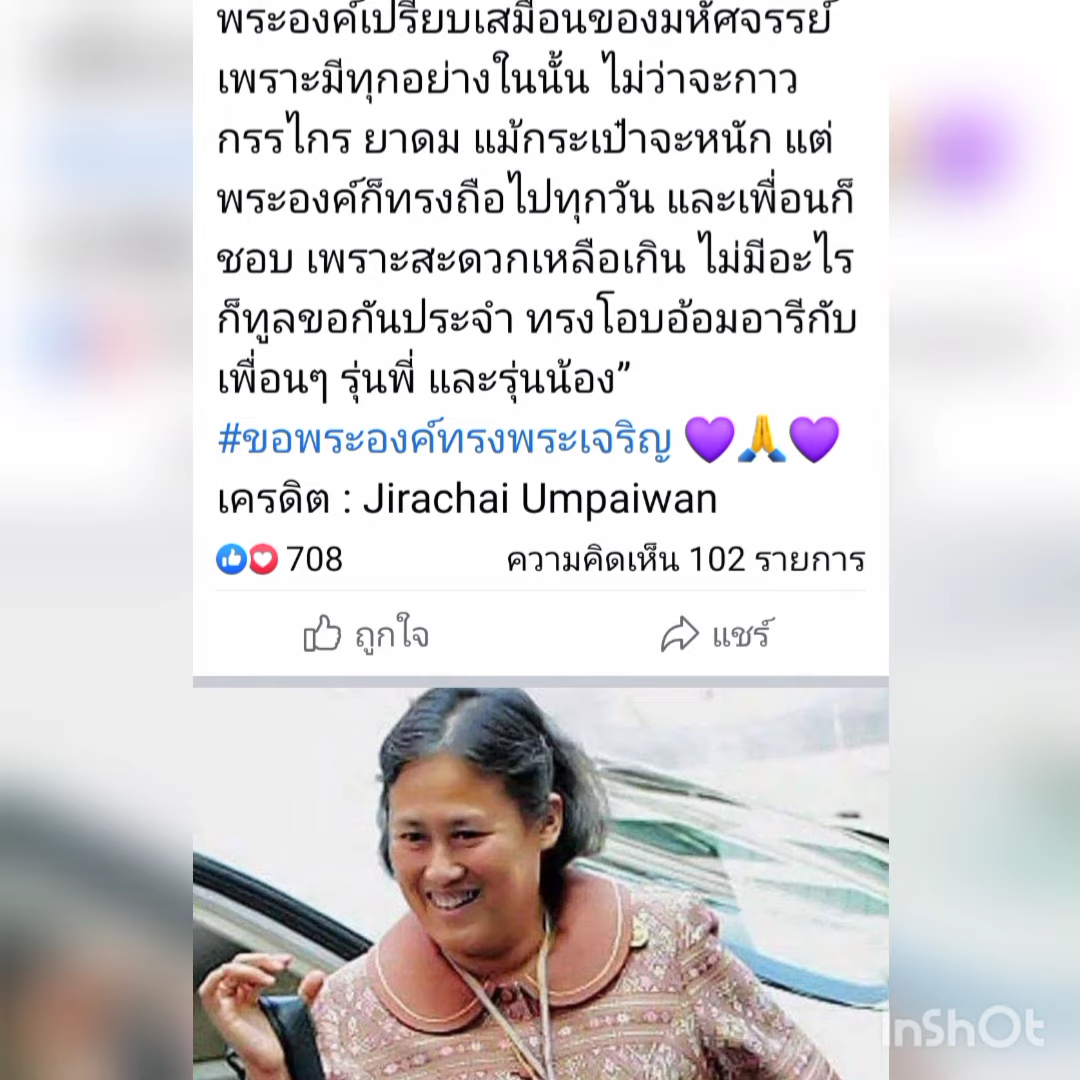 พระองค์เปรียบเสมือนของมหัศจรรย์
เพราะมีทุกอย่างในนั้น ไม่ว่าจะกาว
กรรไกร ยาดม แม้กระเป๋าจะหนัก แต่
พระองค์ก็ทรงถือไปทุกวัน และเพื่อนก็
ชอบ เพราะสะดวกเหลือเกิน ไม่มีอะไร
ก็ทูลขอกันประจำ ทรงโอบอ้อมอารีกับ
เพื่อนๆ รุ่นพี่ และรุ่นน้อง”
#ขอพระองค์ทรงพระเจริญ 💜🙏💜
เครดิต : Jirachai Umpaiwan
708 ความคิดเห็น 102 รายการ
ถูกใจ แชร์
InShOt